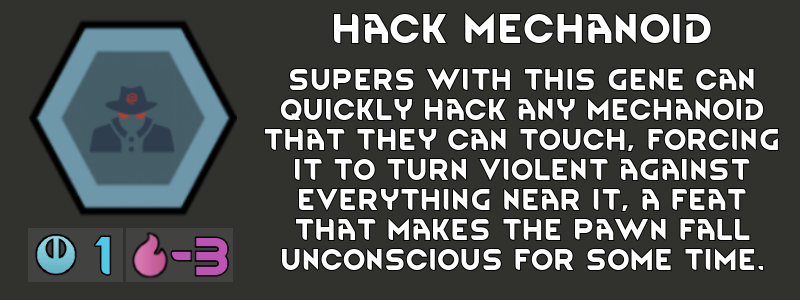 HACK MECHANOID
SUPERS WITH THIS GENE CAN
QUICKLY HACK ANY MECHANOID
THAT THEY CAN TOUCH, FORCING
IT TO TURN VIOLENT AGAINST
EVERYTHING NEAR IT, A FEAT
THAT MAKES THE PAWN FALL
UNCONSCIOUS FOR SOME TIME.
1 -3